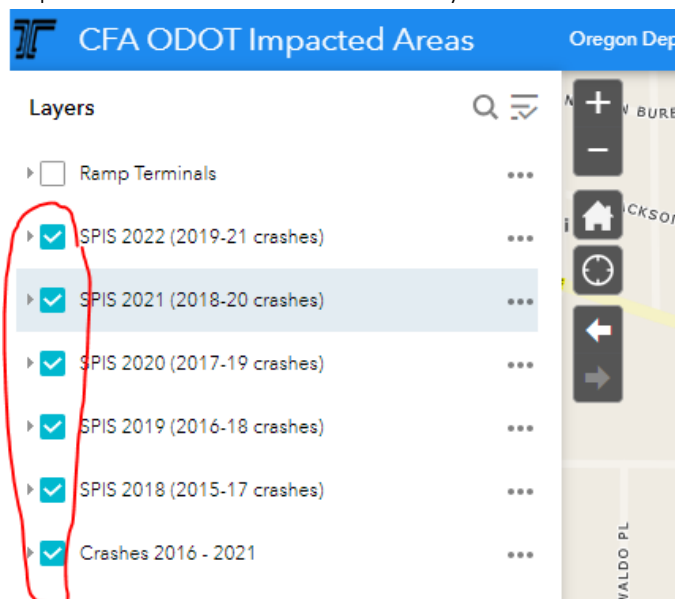 CFA ODOT Impacted Areas
Oregon Dep
Layers
Ramp Terminals
SPIS 2022 (2019-21 crashes)
SPIS 2021 (2018-20 crashes)
SPIS 2020 (2017-19 crashes)
SPIS 2019 (2016-18 crashes)
SPIS 2018 (2015-17 crashes)
Crashes 2016 - 2021
BURE
CKSON
WALDO PL